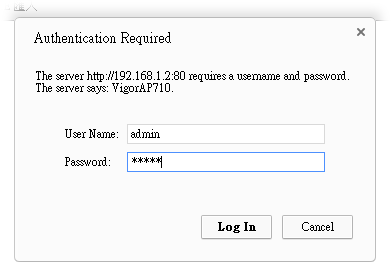 Authentication Required
The server http://192.168.1.2:80 requires a username and password.
The server says: VigorAP710.
User Name: admin
Password: *****
Log In Cancel